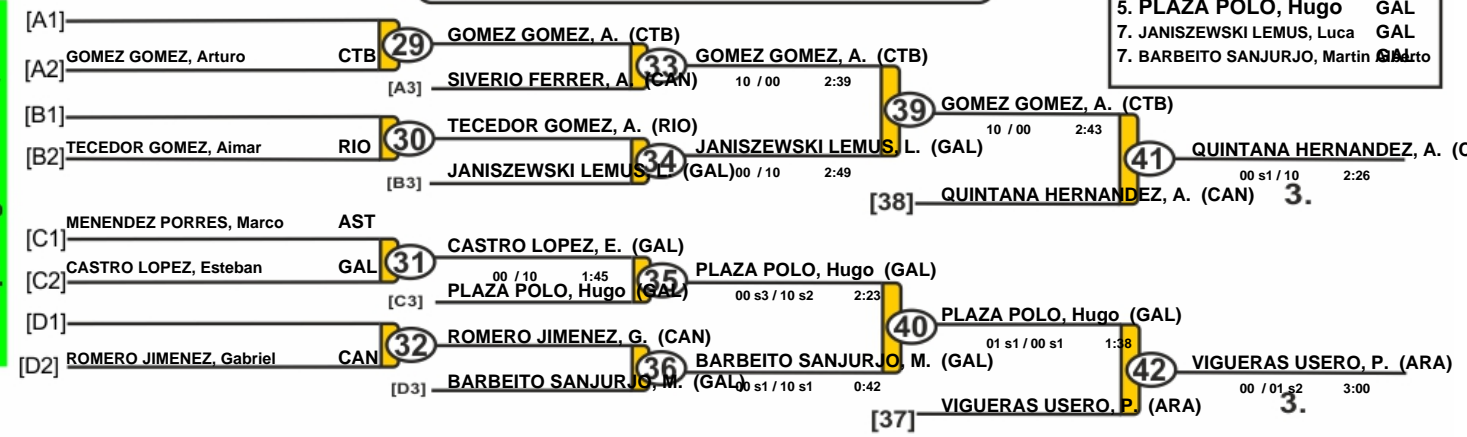 5. PLAZA POLO, Hugo GAL
7. JANISZEWSKI LEMUS, Luca GAL
7. BARBEITO SANJURJO, Martin Alberto GAL
[A1]
[A2] GOMEZ GOMEZ, Arturo CTB
29
GOMEZ GOMEZ, A. (CTB)
[A3] SIVERIO FERRER, A. (CAN)
33
GOMEZ GOMEZ, A. (CTB)
10 / 00 2:39
[B1]
[B2] TECEDOR GOMEZ, Aimar RIO
30
TECEDOR GOMEZ, A. (RIO)
[B3] JANISZEWSKI LEMUS, L. (GAL)
34
JANISZEWSKI LEMUS, L. (GAL)
00 / 10 2:49
39
GOMEZ GOMEZ, A. (CTB)
10 / 00 2:43
[38] QUINTANA HERNANDEZ, A. (CAN)
41
QUINTANA HERNANDEZ, A. (C
00 s1 / 10 2:26
3.
[C1] MENENDEZ PORRES, Marco AST
[C2] CASTRO LOPEZ, Esteban GAL
31
CASTRO LOPEZ, E. (GAL)
00 / 10 1:45
[C3] PLAZA POLO, Hugo (GAL)
35
PLAZA POLO, Hugo (GAL)
00 s3 / 10 s2 2:23
[D1]
[D2] ROMERO JIMENEZ, Gabriel CAN
32
ROMERO JIMENEZ, G. (CAN)
[D3] BARBEITO SANJURJO, M. (GAL)
36
BARBEITO SANJURJO, M. (GAL)
00 s1 / 10 s1 0:42
40
PLAZA POLO, Hugo (GAL)
01 s1 / 00 s1 1:38
[37] VIGUERAS USERO, P. (ARA)
42
VIGUERAS USERO, P. (ARA)
00 / 01 s2 3:00
3.